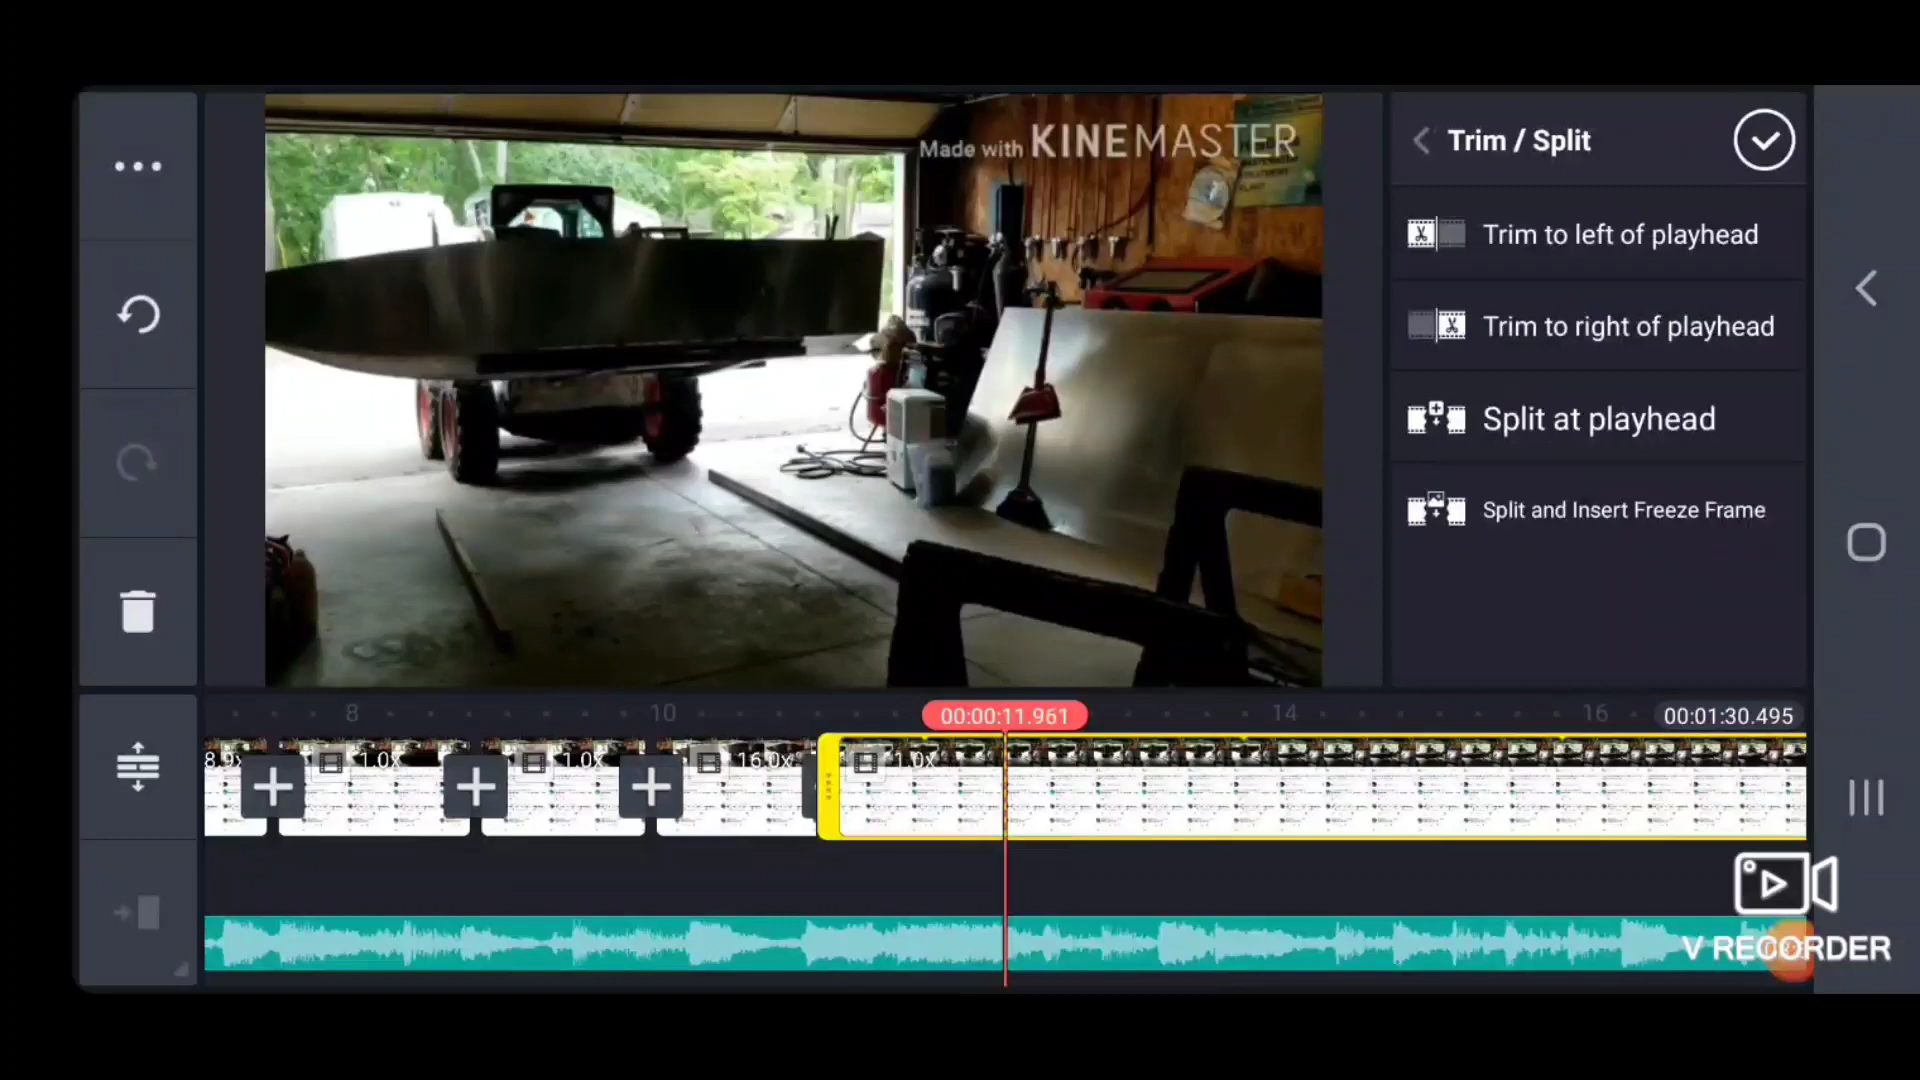 Made with KINEMASTER
Trim / Split
Trim to left of playhead
Trim to right of playhead
Split at playhead
Split and Insert Freeze Frame
8
10
00:00:11.961
14
16
00:01:30.495
8.9x
1.0x
1.0x
16.0x
1.0x
V RECORDER